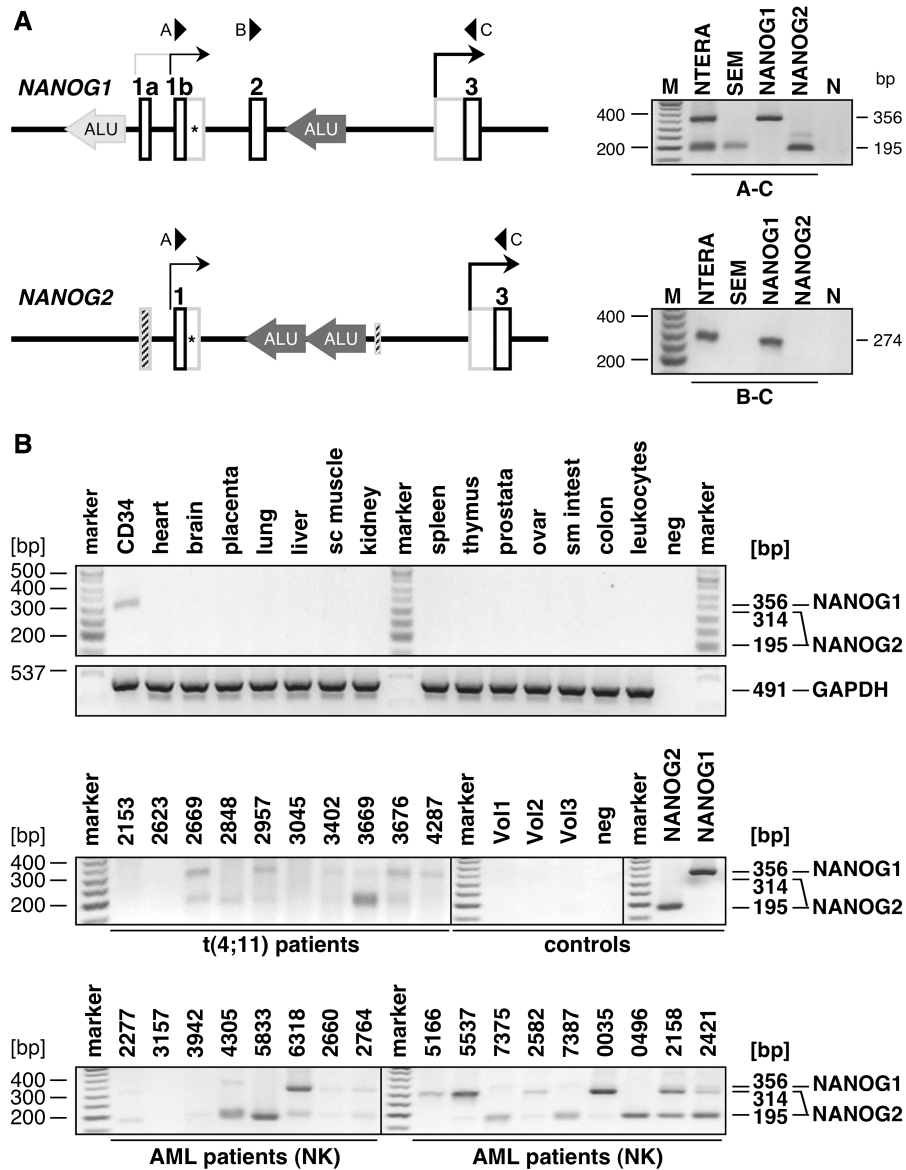 A
A B C
NANOG1 1a 1b 2 3
ALU * ALU
M NTERA SEM NANOG1 NANOG2 N bp
400 356
200 195
A-C
A C
NANOG2 1 3
* ALU ALU
M NTERA SEM NANOG1 NANOG2 N
400
274
200
B-C
B
[bp] marker CD34 heart brain placenta lung liver sc muscle kidney marker spleen thymus prostata ovar sm intest colon leukocytes neg marker [bp]
500
400
300 356 NANOG1
314
200 195 NANOG2
537
491 GAPDH
[bp] marker 2153 2623 2669 2848 2957 3045 3402 3669 3676 4287 marker Vol1 Vol2 Vol3 neg marker NANOG2 NANOG1 [bp]
400 356 NANOG1
300 314
200 195 NANOG2
t(4;11) patients controls
[bp] marker 2277 3157 3942 4305 5833 6318 2660 2764 marker 5166 5537 7375 2582 7387 0035 0496 2158 2421 [bp]
400 356 NANOG1
300 314
200 195 NANOG2
AML patients (NK) AML patients (NK)